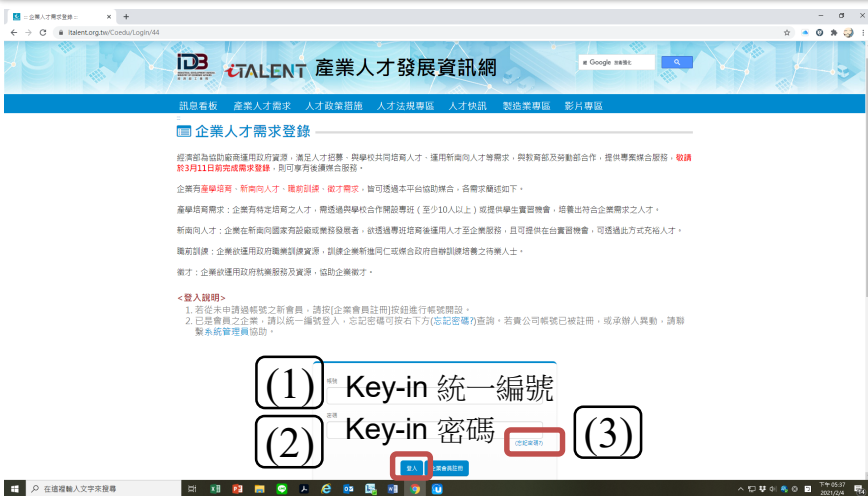 :: 企業人才需求登錄 ::
italent.org.tw/Coedu/Login/44
iDB
iTALENT 產業人才發展資訊網
Google
訊息看板 產業人才需求 人才政策措施 人才法規專區 人才快訊 製造業專區 影片專區
企業人才需求登錄
經濟部為協助廠商運用政府資源，滿足人才招募、與學校共同培育人才、運用新南向人才等需求，與教育部及勞動部合作，提供專案媒合服務，敬請
於3月11日前完成需求登錄，則可享有後續媒合服務。
企業有產學培育、新南向人才、職前訓練、徵才需求，皆可透過本平台協助媒合，各需求簡述如下。
產學培育需求：企業有特定培育之人才，需透過與學校合作開設專班（至少10人以上）或提供學生實習機會，培養出符合企業需求之人才。
新南向人才：企業在新南向國家有設廠或業務發展者，欲透過專班培育後運用人才至企業服務，且可提供在台實習機會，可透過此方式充裕人才。
職前訓練：企業欲運用政府職業訓練資源，訓練企業新進同仁或媒合政府自辦訓練培養之待業人士。
徵才：企業欲運用政府就業服務及資源，協助企業徵才。
<登入說明>
1. 若從未申請過帳號之新會員，請按[企業會員註冊]按鈕進行帳號開設。
2. 已是會員之企業，請以統一編號登入，忘記密碼可按右下方(忘記密碼?)查詢。若貴公司帳號已被註冊，或承辦人異動，請聯
繫系統管理員協助。
帳號
(1) Key-in 統一編號
密碼
(2) Key-in 密碼 (3)
(忘記密碼?)
登入 企業會員註冊
在這裡輸入文字來搜尋
下午 05:37
2021/2/4